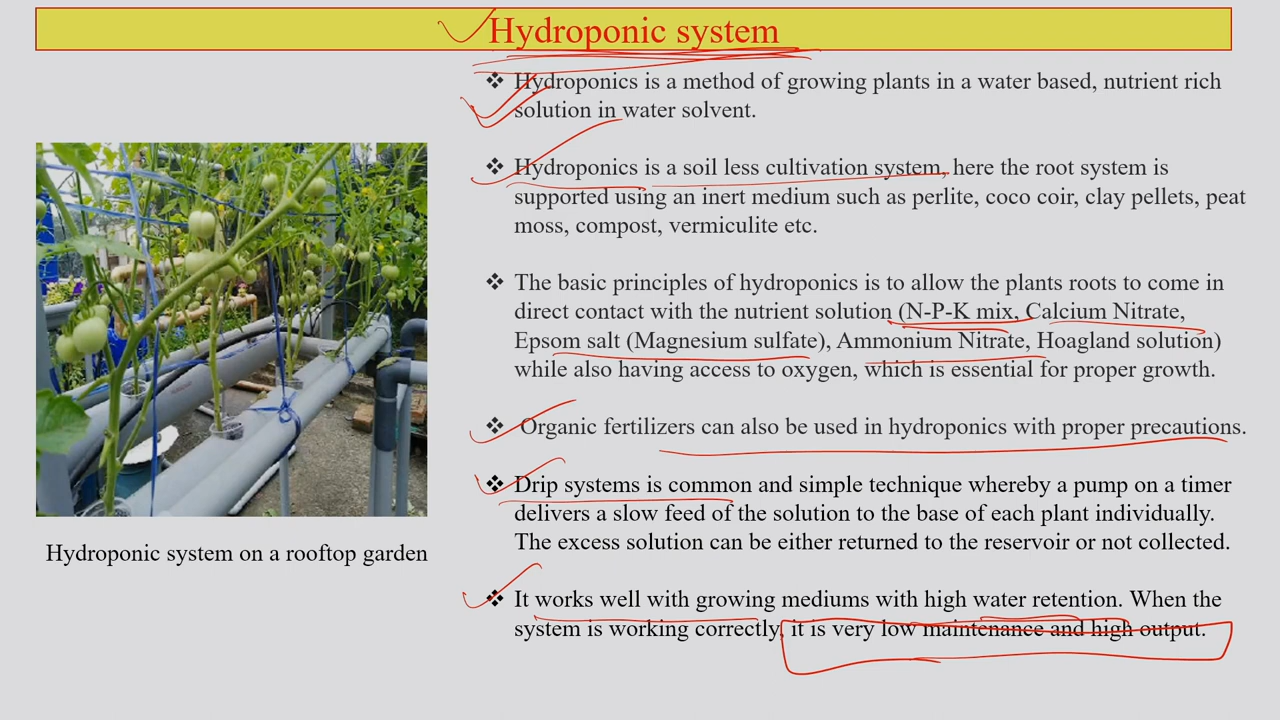 Hydroponic system
❖ Hydroponics is a method of growing plants in a water based, nutrient rich
solution in water solvent.
❖ Hydroponics is a soil less cultivation system, here the root system is
supported using an inert medium such as perlite, coco coir, clay pellets, peat
moss, compost, vermiculite etc.
❖ The basic principles of hydroponics is to allow the plants roots to come in
direct contact with the nutrient solution (N-P-K mix, Calcium Nitrate,
Epsom salt (Magnesium sulfate), Ammonium Nitrate, Hoagland solution)
while also having access to oxygen, which is essential for proper growth.
❖ Organic fertilizers can also be used in hydroponics with proper precautions.
❖ Drip systems is common and simple technique whereby a pump on a timer
delivers a slow feed of the solution to the base of each plant individually.
The excess solution can be either returned to the reservoir or not collected.
❖ It works well with growing mediums with high water retention. When the
system is working correctly, it is very low maintenance and high output.
Hydroponic system on a rooftop garden